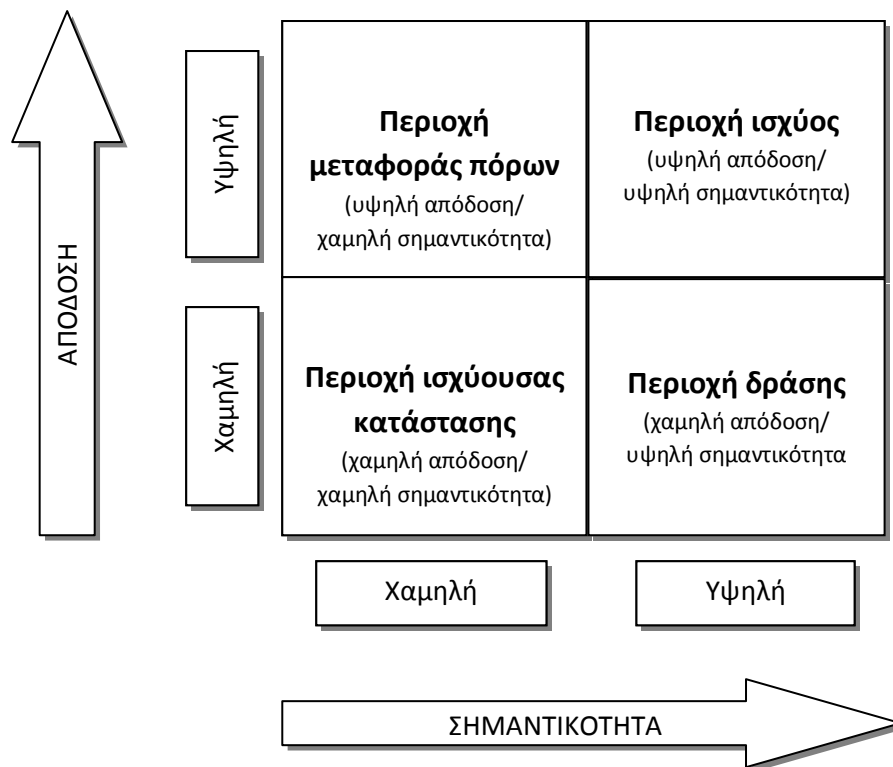 ΑΠΟΔΟΣΗ
Υψηλή
Περιοχή
μεταφοράς πόρων
(υψηλή απόδοση/
χαμηλή σημαντικότητα)
Περιοχή ισχύος
(υψηλή απόδοση/
υψηλή σημαντικότητα)
Χαμηλή
Περιοχή ισχύουσας
κατάστασης
(χαμηλή απόδοση/
χαμηλή σημαντικότητα)
Περιοχή δράσης
(χαμηλή απόδοση/
υψηλή σημαντικότητα
Χαμηλή
Υψηλή
ΣΗΜΑΝΤΙΚΟΤΗΤΑ